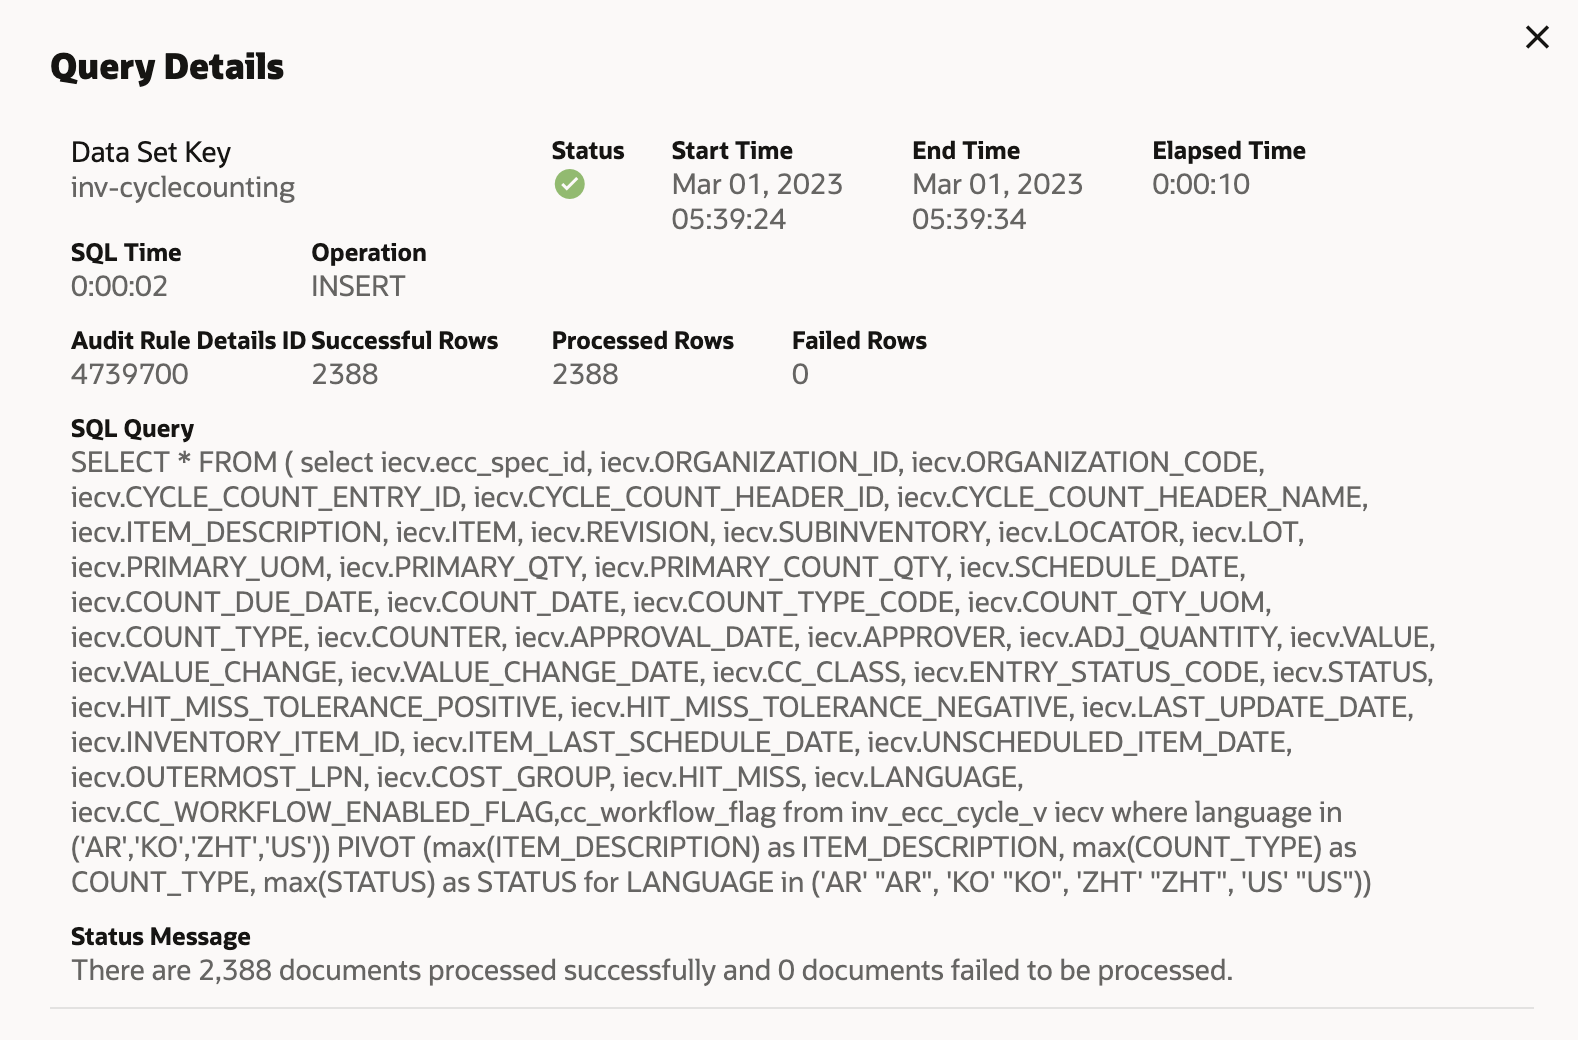 Query Details
Data Set Key
inv-cyclecounting
Status
Start Time
Mar 01, 2023
05:39:24
End Time
Mar 01, 2023
05:39:34
Elapsed Time
0:00:10
SQL Time
0:00:02
Operation
INSERT
Audit Rule Details ID
4739700
Successful Rows
2388
Processed Rows
2388
Failed Rows
0
SQL Query
SELECT * FROM ( select iecv.ecc_spec_id, iecv.ORGANIZATION_ID, iecv.ORGANIZATION_CODE,
iecv.CYCLE_COUNT_ENTRY_ID, iecv.CYCLE_COUNT_HEADER_ID, iecv.CYCLE_COUNT_HEADER_NAME,
iecv.ITEM_DESCRIPTION, iecv.ITEM, iecv.REVISION, iecv.SUBINVENTORY, iecv.LOCATOR, iecv.LOT,
iecv.PRIMARY_UOM, iecv.PRIMARY_QTY, iecv.PRIMARY_COUNT_QTY, iecv.SCHEDULE_DATE,
iecv.COUNT_DUE_DATE, iecv.COUNT_DATE, iecv.COUNT_TYPE_CODE, iecv.COUNT_QTY_UOM,
iecv.COUNT_TYPE, iecv.COUNTER, iecv.APPROVAL_DATE, iecv.APPROVER, iecv.ADJ_QUANTITY, iecv.VALUE,
iecv.VALUE_CHANGE, iecv.VALUE_CHANGE_DATE, iecv.CC_CLASS, iecv.ENTRY_STATUS_CODE, iecv.STATUS,
iecv.HIT_MISS_TOLERANCE_POSITIVE, iecv.HIT_MISS_TOLERANCE_NEGATIVE, iecv.LAST_UPDATE_DATE,
iecv.INVENTORY_ITEM_ID, iecv.ITEM_LAST_SCHEDULE_DATE, iecv.UNSCHEDULED_ITEM_DATE,
iecv.OUTERMOST_LPN, iecv.COST_GROUP, iecv.HIT_MISS, iecv.LANGUAGE,
iecv.CC_WORKFLOW_ENABLED_FLAG,cc_workflow_flag from inv_ecc_cycle_v iecv where language in
('AR','KO','ZHT','US')) PIVOT (max(ITEM_DESCRIPTION) as ITEM_DESCRIPTION, max(COUNT_TYPE) as
COUNT_TYPE, max(STATUS) as STATUS for LANGUAGE in ('AR' "AR", 'KO' "KO", 'ZHT' "ZHT", 'US' "US"))
Status Message
There are 2,388 documents processed successfully and 0 documents failed to be processed.